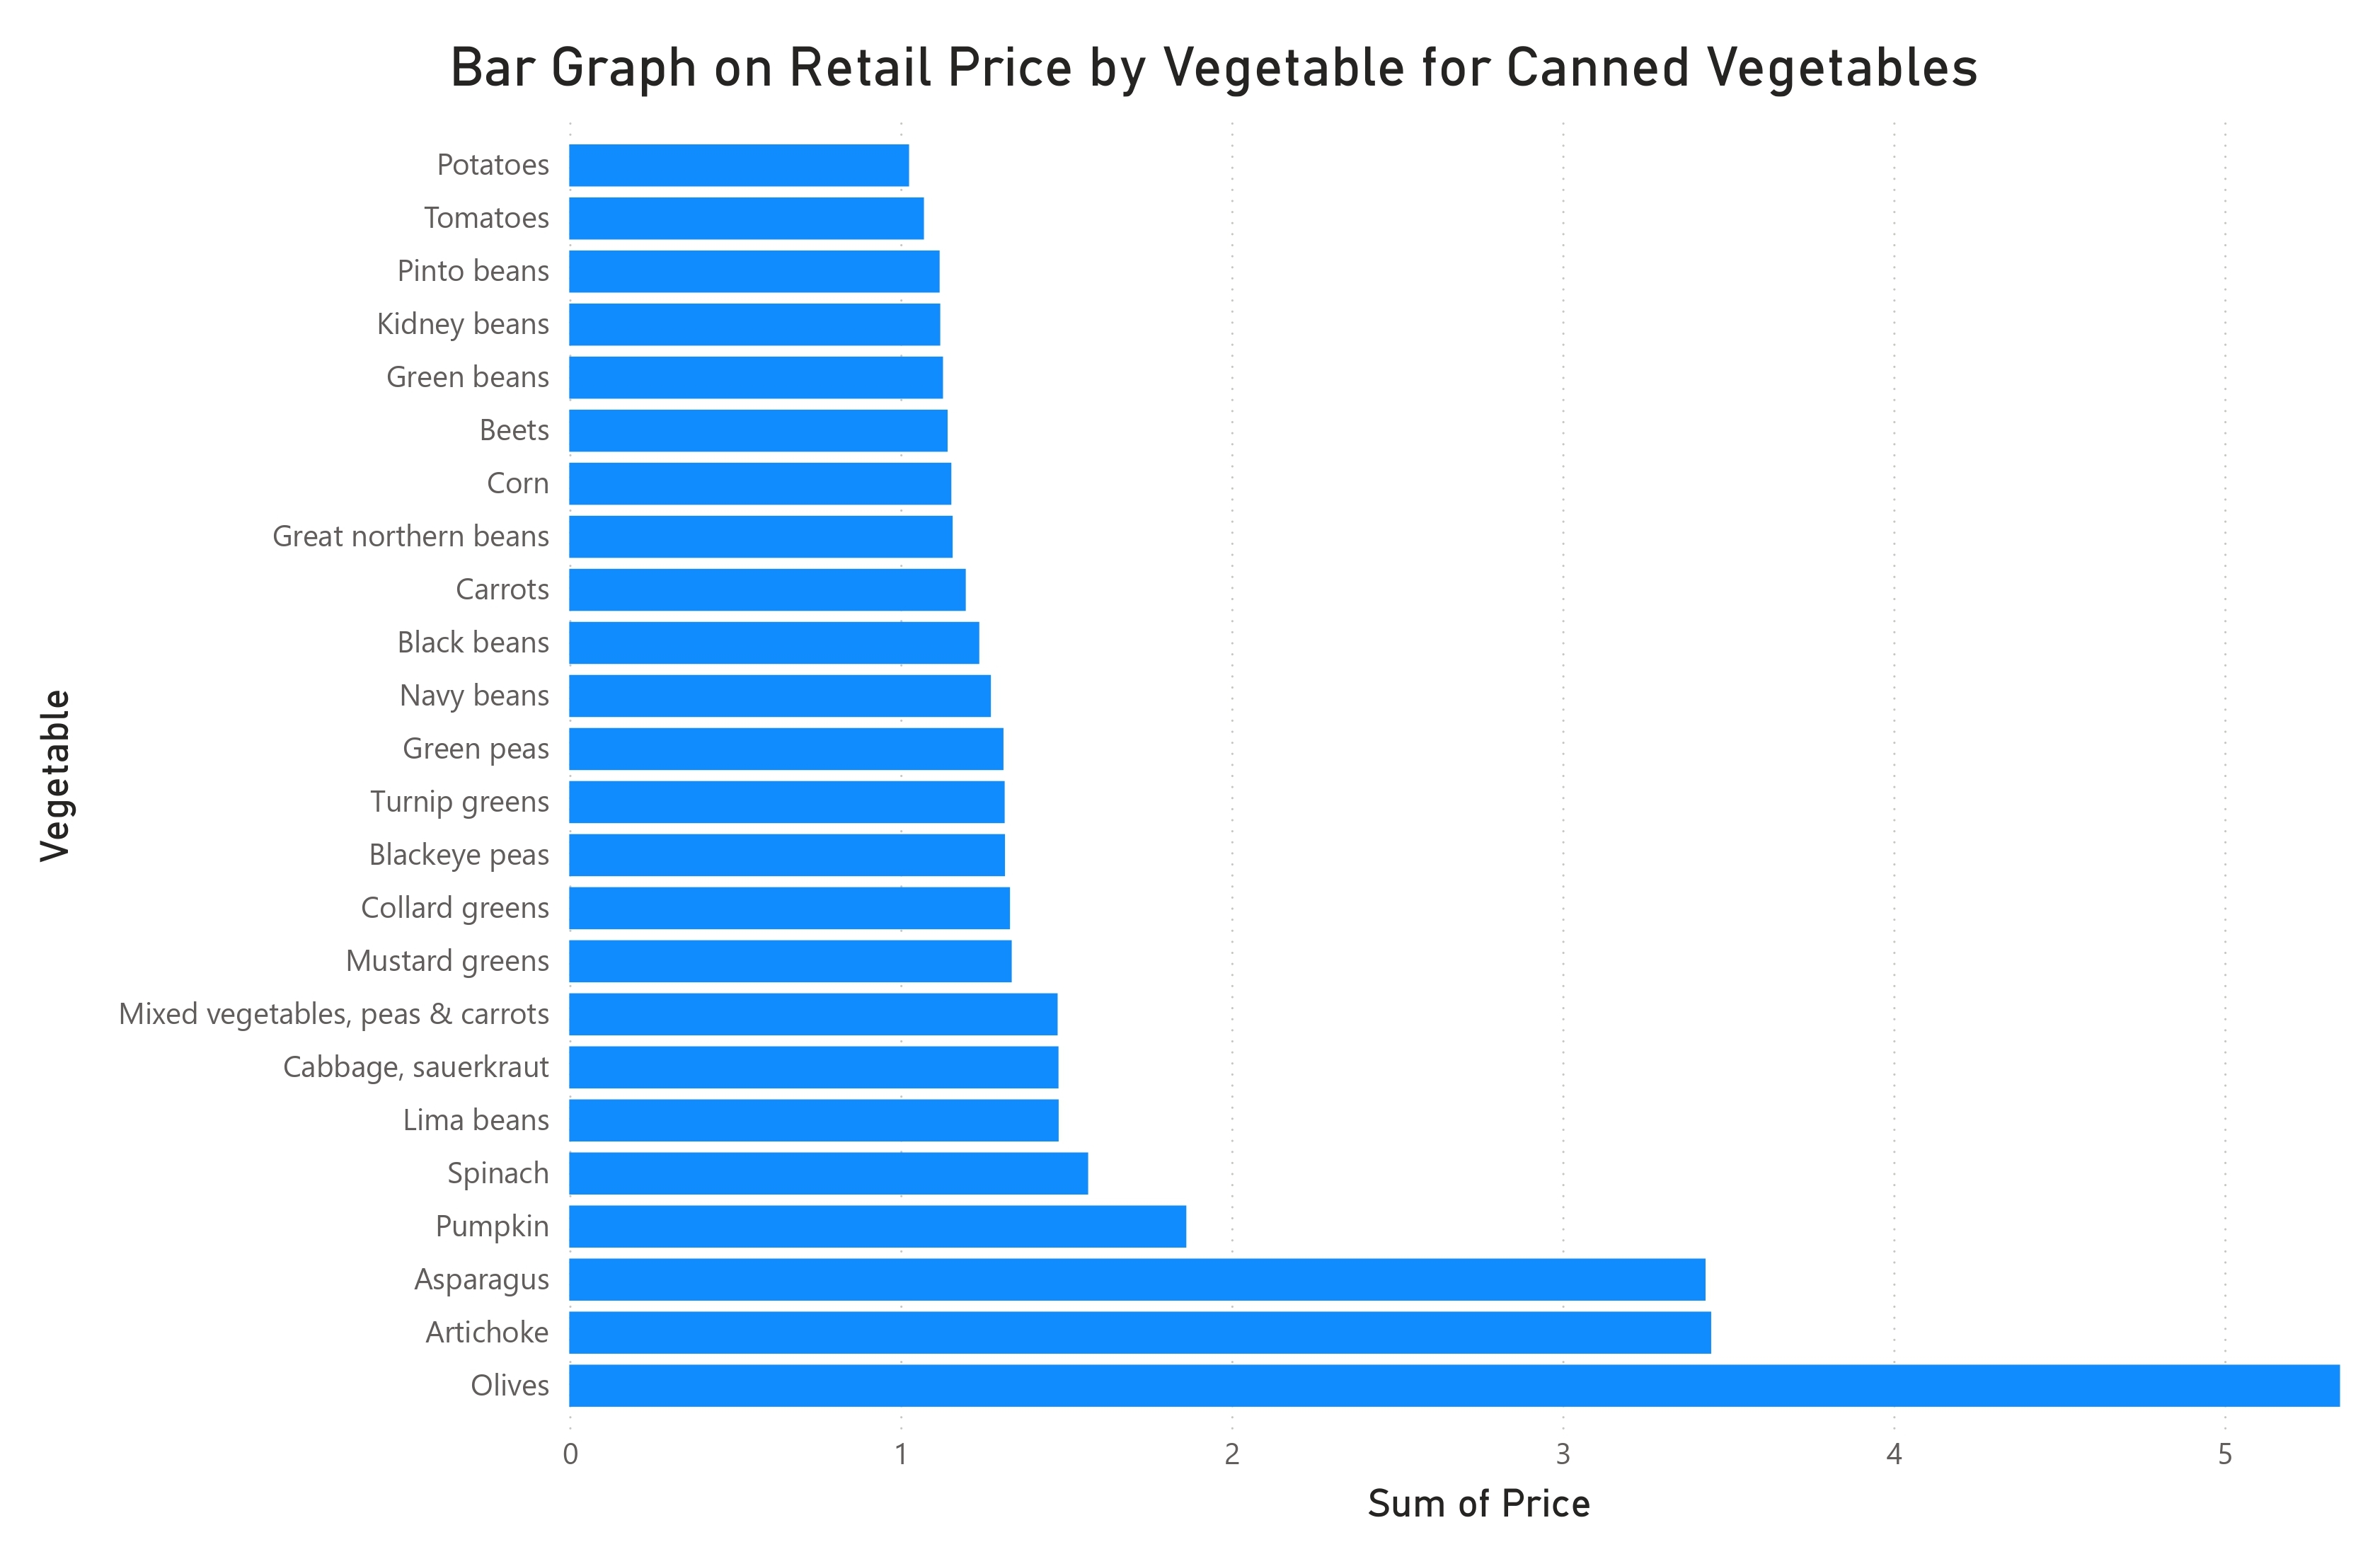 Bar Graph on Retail Price by Vegetable for Canned Vegetables
Potatoes
Tomatoes
Pinto beans
Kidney beans
Green beans
Beets
Corn
Great northern beans
Carrots
Black beans
Navy beans
Green peas
Turnip greens
Blackeye peas
Collard greens
Mustard greens
Mixed vegetables, peas & carrots
Cabbage, sauerkraut
Lima beans
Spinach
Pumpkin
Asparagus
Artichoke
Olives
Vegetable
0 1 2 3 4 5
Sum of Price